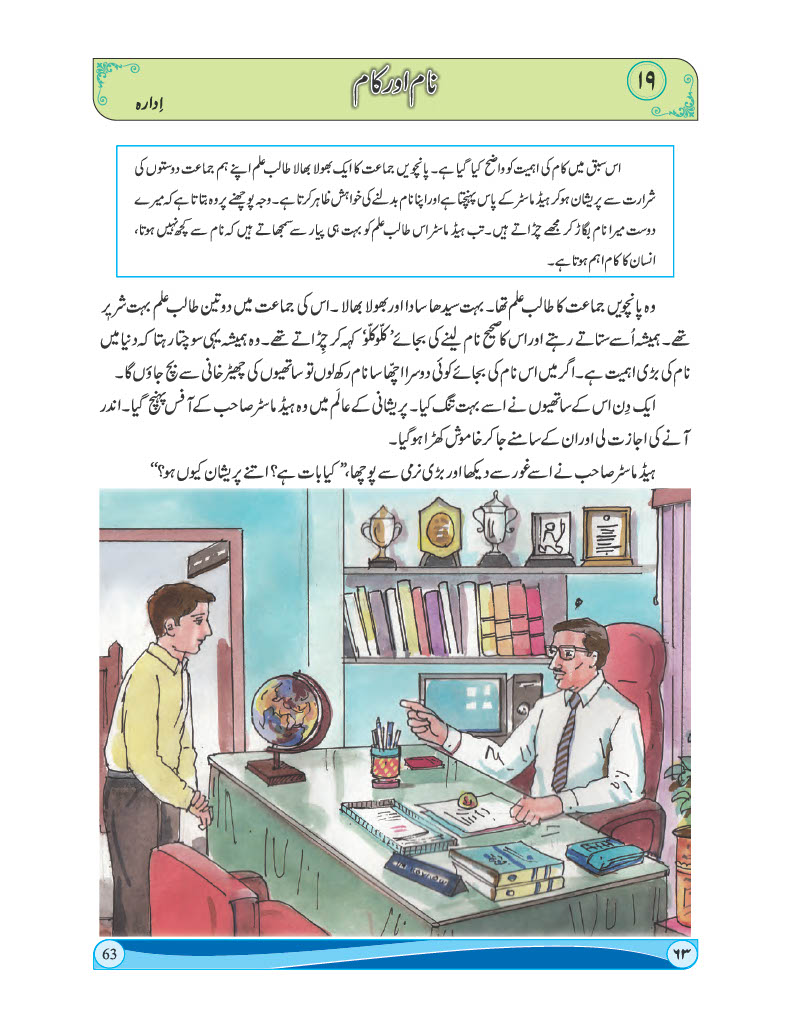 ۱۹
نام اور کام
اِدارہ
اس سبق میں کام کی اہمیت کو واضح کیا گیا ہے۔ پانچویں جماعت کا ایک بھولا بھالا طالب علم اپنے ہم جماعت دوستوں کی
شرارت سے پریشان ہوکر ہیڈ ماسٹر کے پاس پہنچتا ہے اور اپنا نام بدلنے کی خواہش ظاہر کرتا ہے۔ وجہ پوچھنے پر وہ بتاتا ہے کہ میرے
دوست میرا نام بگاڑ کر مجھے چڑاتے ہیں۔ تب ہیڈ ماسٹر اس طالب علم کو بہت ہی پیار سے سمجھاتے ہیں کہ نام سے کچھ نہیں ہوتا،
انسان کا کام اہم ہوتا ہے۔
وہ پانچویں جماعت کا طالب علم تھا۔ بہت سیدھا سادا اور بھولا بھالا ۔ اس کی جماعت میں دو تین طالب علم بہت شریر
تھے۔ ہمیشہ اُسے ستاتے رہتے اور اس کا صحیح نام لینے کی بجائے ’کلّو کلّو‘ کہہ کر چِڑاتے تھے۔ وہ ہمیشہ یہی سوچتا رہتا کہ دنیا میں
نام کی بڑی اہمیت ہے۔ اگر میں اس نام کی بجائے کوئی دوسرا اچھا سا نام رکھ لوں تو ساتھیوں کی چھیڑ خانی سے بچ جاؤں گا۔
ایک دِن اس کے ساتھیوں نے اسے بہت تنگ کیا۔ پریشانی کے عالَم میں وہ ہیڈ ماسٹر صاحب کے آفس پہنچ گیا۔ اندر
آنے کی اجازت لی اور ان کے سامنے جا کر خاموش کھڑا ہوگیا۔
ہیڈ ماسٹر صاحب نے اسے غور سے دیکھا اور بڑی نرمی سے پوچھا، ”کیا بات ہے؟ اتنے پریشان کیوں ہو؟“
63
۶۳